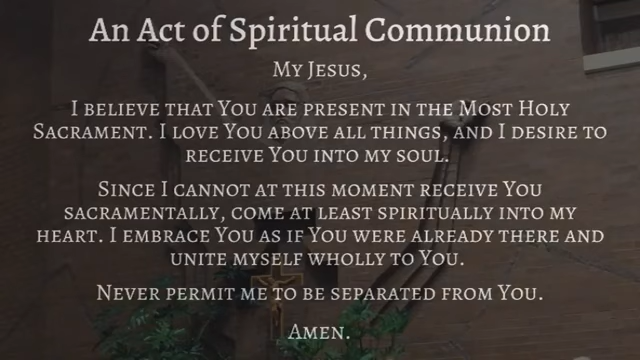 An Act of Spiritual Communion
My Jesus,
I believe that You are present in the Most Holy
Sacrament. I love You above all things, and I desire to
receive You into my soul.
Since I cannot at this moment receive You
sacramentally, come at least spiritually into my
heart. I embrace You as if You were already there and
unite myself wholly to You.
Never permit me to be separated from You.
Amen.